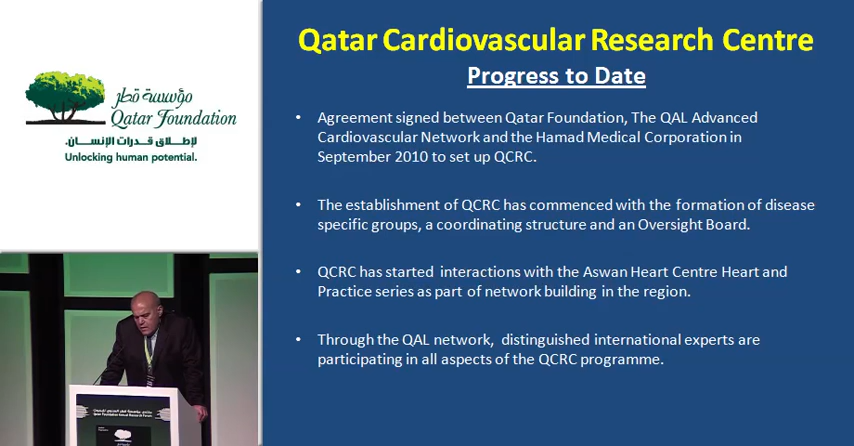 مؤسسة قطر
Qatar Foundation
لإطلاق قدرات الإنسان.
Unlocking human potential.
Qatar Cardiovascular Research Centre
Progress to Date
• Agreement signed between Qatar Foundation, The QAL Advanced
Cardiovascular Network and the Hamad Medical Corporation in
September 2010 to set up QCRC.
• The establishment of QCRC has commenced with the formation of disease
specific groups, a coordinating structure and an Oversight Board.
• QCRC has started interactions with the Aswan Heart Centre Heart and
Practice series as part of network building in the region.
• Through the QAL network, distinguished international experts are
participating in all aspects of the QCRC programme.
Qatar Foundation Annual Research Forum